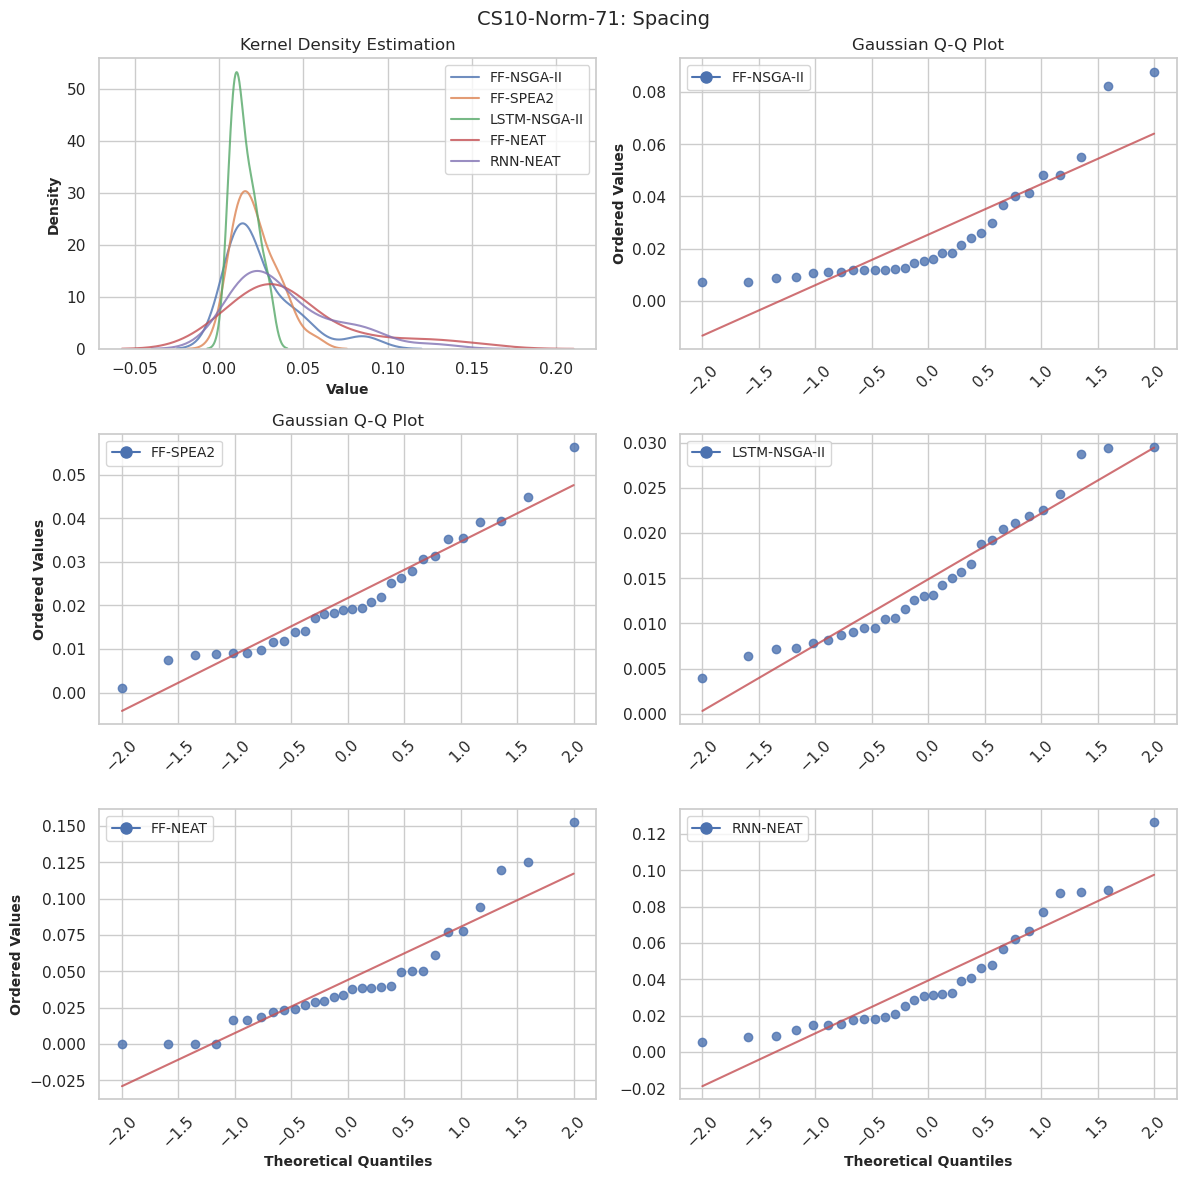 CS10-Norm-71: Spacing
Kernel Density Estimation
Density
50
40
30
20
10
0
FF-NSGA-II
FF-SPEA2
LSTM-NSGA-II
FF-NEAT
RNN-NEAT
−0.05 0.00 0.05 0.10 0.15 0.20
Value
Gaussian Q-Q Plot
Ordered Values
0.08
0.06
0.04
0.02
0.00
FF-NSGA-II
−2.0 −1.5 −1.0 −0.5 0.0 0.5 1.0 1.5 2.0
Gaussian Q-Q Plot
Ordered Values
0.05
0.04
0.03
0.02
0.01
0.00
FF-SPEA2
−2.0 −1.5 −1.0 −0.5 0.0 0.5 1.0 1.5 2.0
0.030
0.025
0.020
0.015
0.010
0.005
0.000
LSTM-NSGA-II
−2.0 −1.5 −1.0 −0.5 0.0 0.5 1.0 1.5 2.0
Ordered Values
0.150
0.125
0.100
0.075
0.050
0.025
0.000
−0.025
FF-NEAT
−2.0 −1.5 −1.0 −0.5 0.0 0.5 1.0 1.5 2.0
Theoretical Quantiles
0.12
0.10
0.08
0.06
0.04
0.02
0.00
−0.02
RNN-NEAT
−2.0 −1.5 −1.0 −0.5 0.0 0.5 1.0 1.5 2.0
Theoretical Quantiles